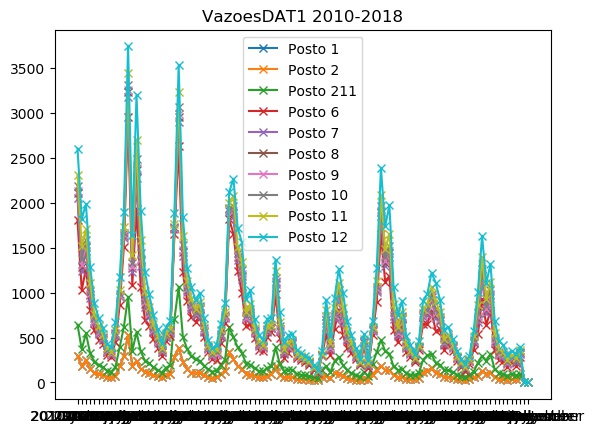 VazoesDAT1 2010-2018
Posto 1
Posto 2
Posto 211
Posto 6
Posto 7
Posto 8
Posto 9
Posto 10
Posto 11
Posto 12
3500
3000
2500
2000
1500
1000
500
0